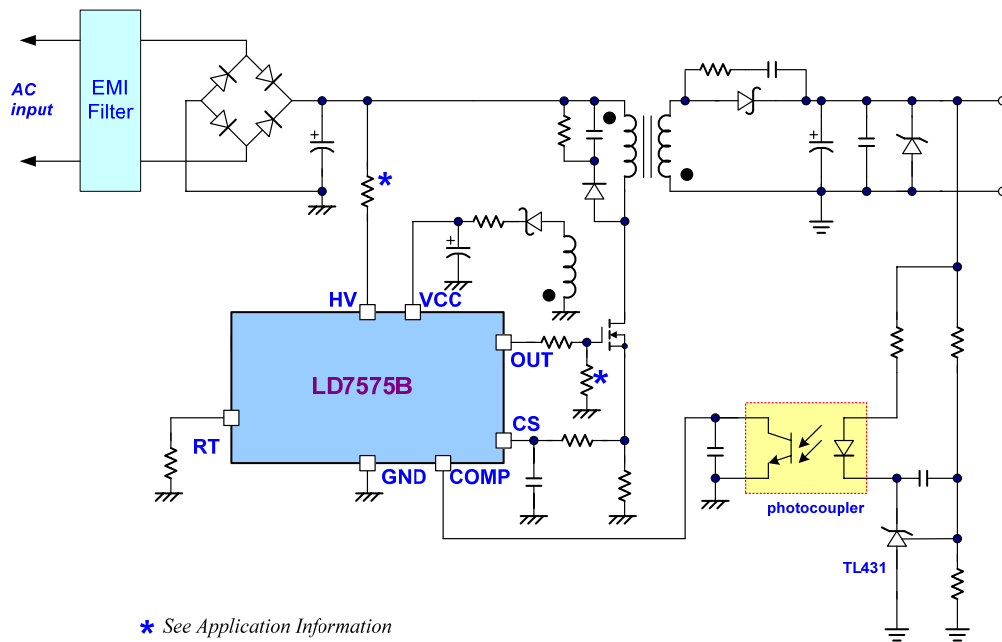 AC
input
EMI
Filter
+
*
+
+
HV
VCC
OUT
LD7575B
*
CS
RT
GND
COMP
photocoupler
TL431
* See Application Information